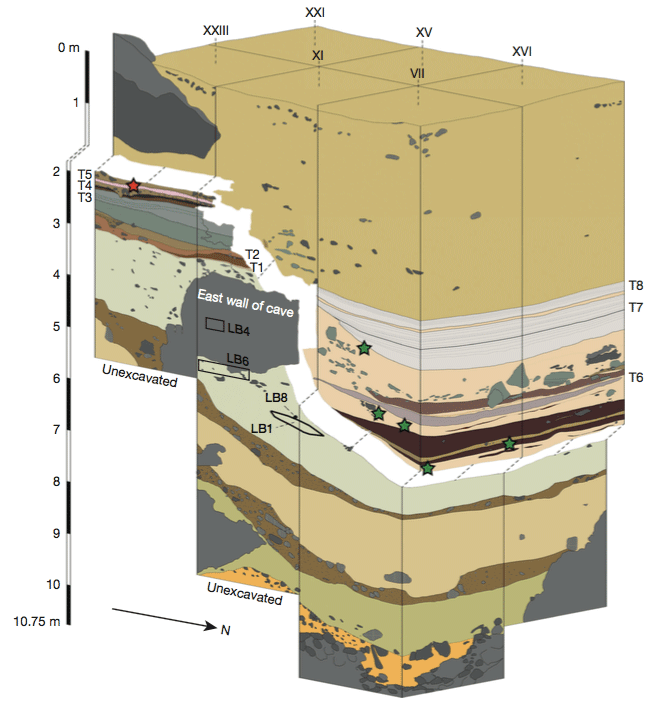 XXI
XXIII
XV
XVI
XI
VII
0 m
1
2
T5
T4
T3
3
T2
T1
4
T8
T7
East wall of cave
LB4
5
LB6
Unexcavated
6
T6
LB8
LB1
7
8
9
10
Unexcavated
10.75 m
N